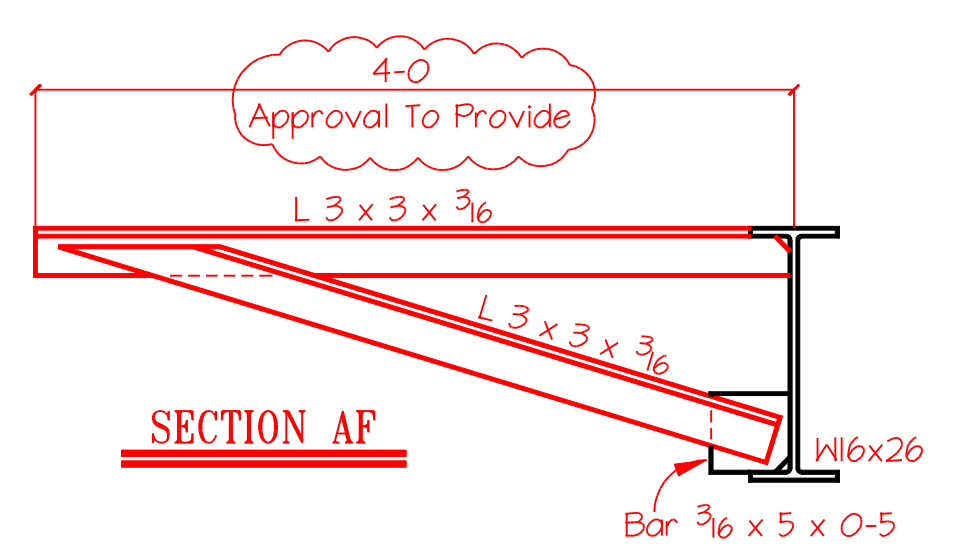 4-0
Approval To Provide
L 3 x 3 x 3/16
L 3 x 3 x 3/16
SECTION AF
W16x26
Bar 3/16 x 5 x 0-5